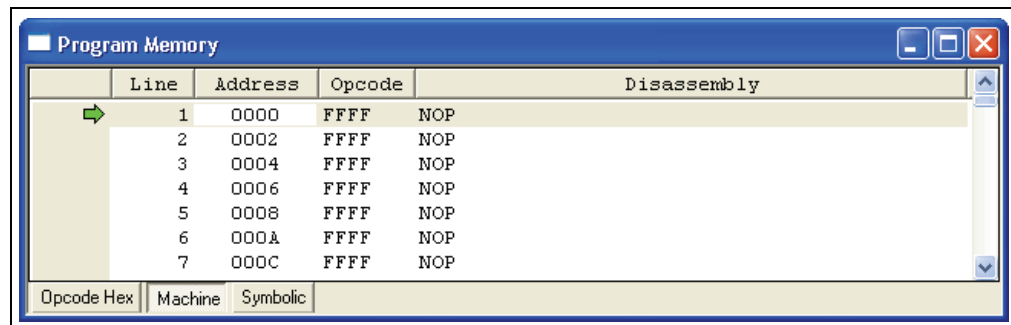 Program Memory
Line Address Opcode Disassembly
1 0000 FFFF NOP
2 0002 FFFF NOP
3 0004 FFFF NOP
4 0006 FFFF NOP
5 0008 FFFF NOP
6 000A FFFF NOP
7 000C FFFF NOP
Opcode Hex Machine Symbolic